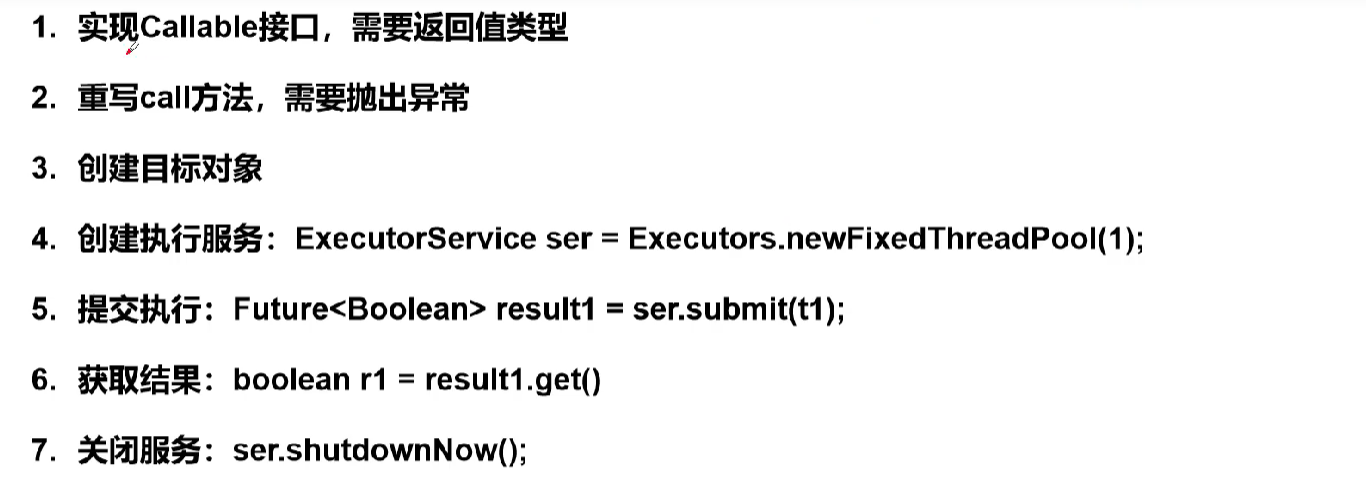 1. 实现Callable接口，需要返回值类型
2. 重写call方法，需要抛出异常
3. 创建目标对象
4. 创建执行服务：ExecutorService ser = Executors.newFixedThreadPool(1);
5. 提交执行：Future<Boolean> result1 = ser.submit(t1);
6. 获取结果：boolean r1 = result1.get()
7. 关闭服务：ser.shutdownNow();